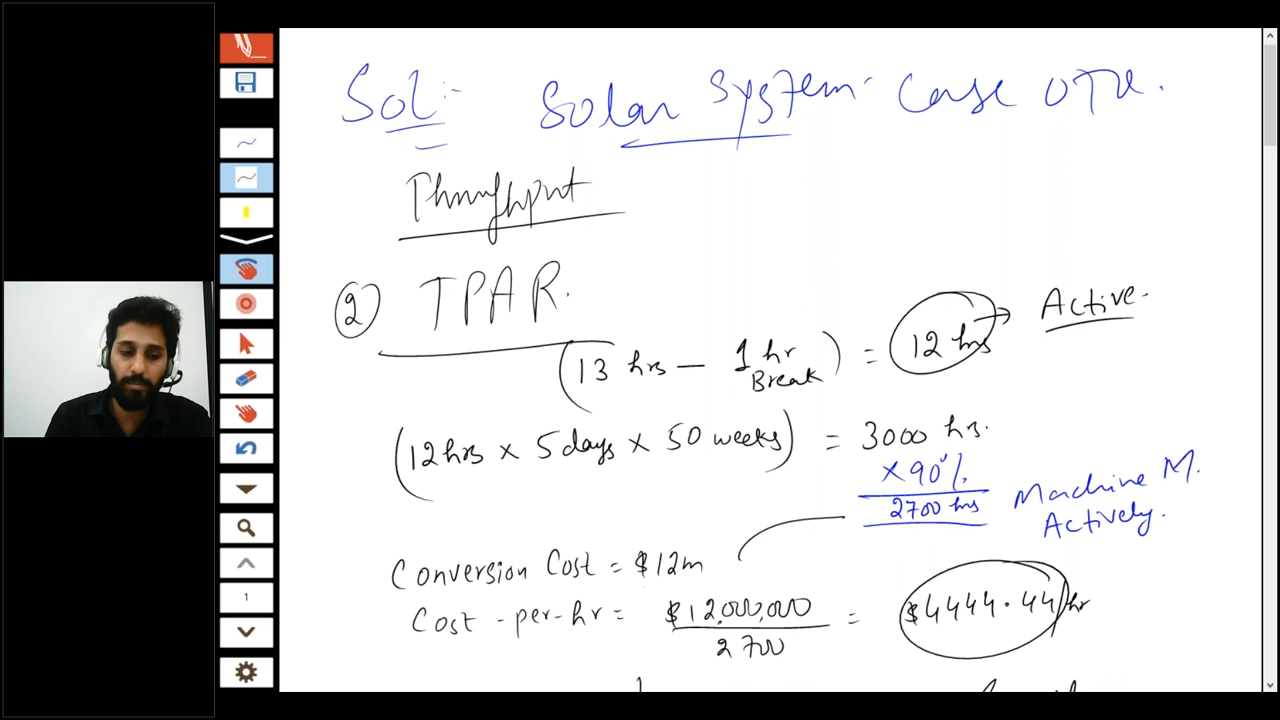 Sol:- Solar System Case OTR.
Throughput
② TPAR.
(13 hrs – 1 hr Break) = 12 hrs → Active.
(12 hrs × 5 days × 50 weeks) = 3000 hrs.
× 90%
2700 hrs Machine M. Actively.
Conversion Cost = $12m
Cost-per-hr = $12,000,000 / 2700 = $4444.44/hr
1